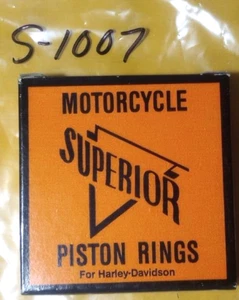 S-1007
MOTORCYCLE
SUPERIOR
PISTON RINGS
For Harley-Davidson